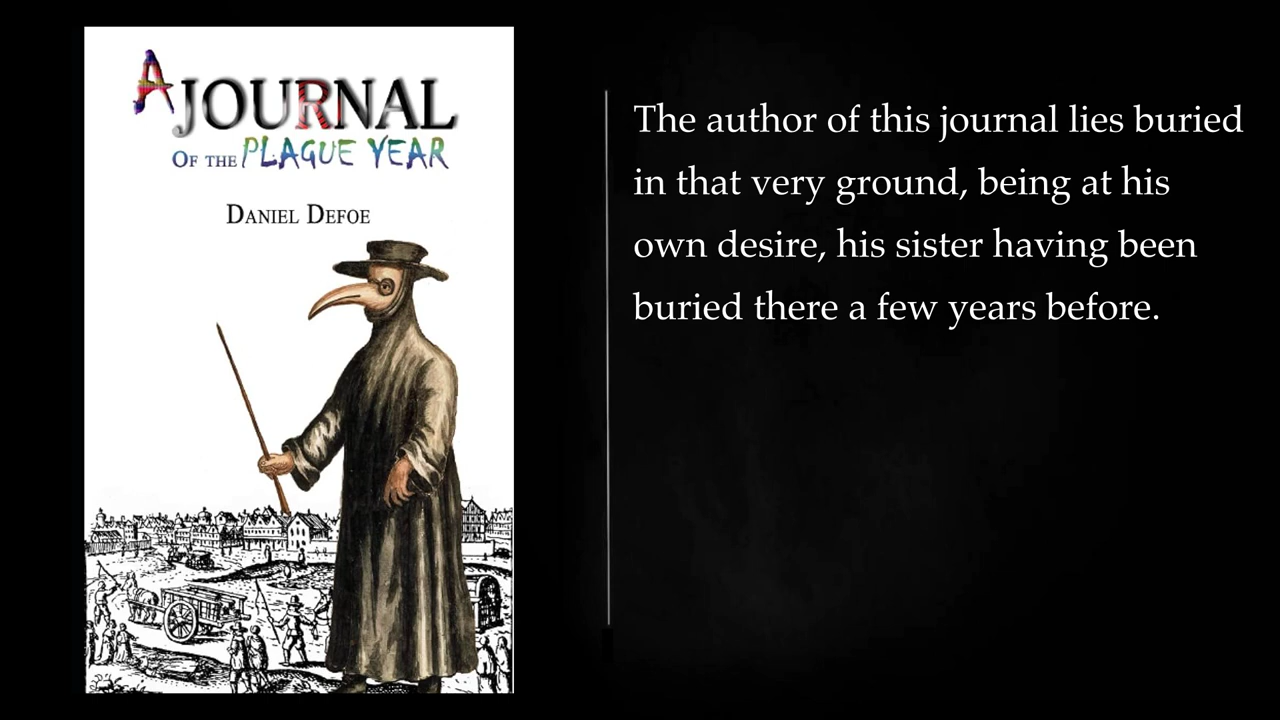 A JOURNAL
OF THE PLAGUE YEAR
DANIEL DEFOE
The author of this journal lies buried
in that very ground, being at his
own desire, his sister having been
buried there a few years before.